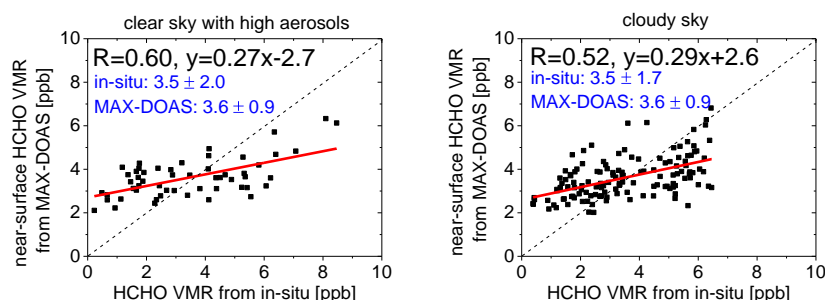 clear sky with high aerosols
R=0.60, y=0.27x-2.7
in-situ: 3.5 ± 2.0
MAX-DOAS: 3.6 ± 0.9
near-surface HCHO VMR
from MAX-DOAS [ppb]
10
8
6
4
2
0
0 2 4 6 8 10
HCHO VMR from in-situ [ppb]
cloudy sky
R=0.52, y=0.29x+2.6
in-situ: 3.5 ± 1.7
MAX-DOAS: 3.6 ± 0.9
near-surface HCHO VMR
from MAX-DOAS [ppb]
10
8
6
4
2
0
0 2 4 6 8 10
HCHO VMR from in-situ [ppb]